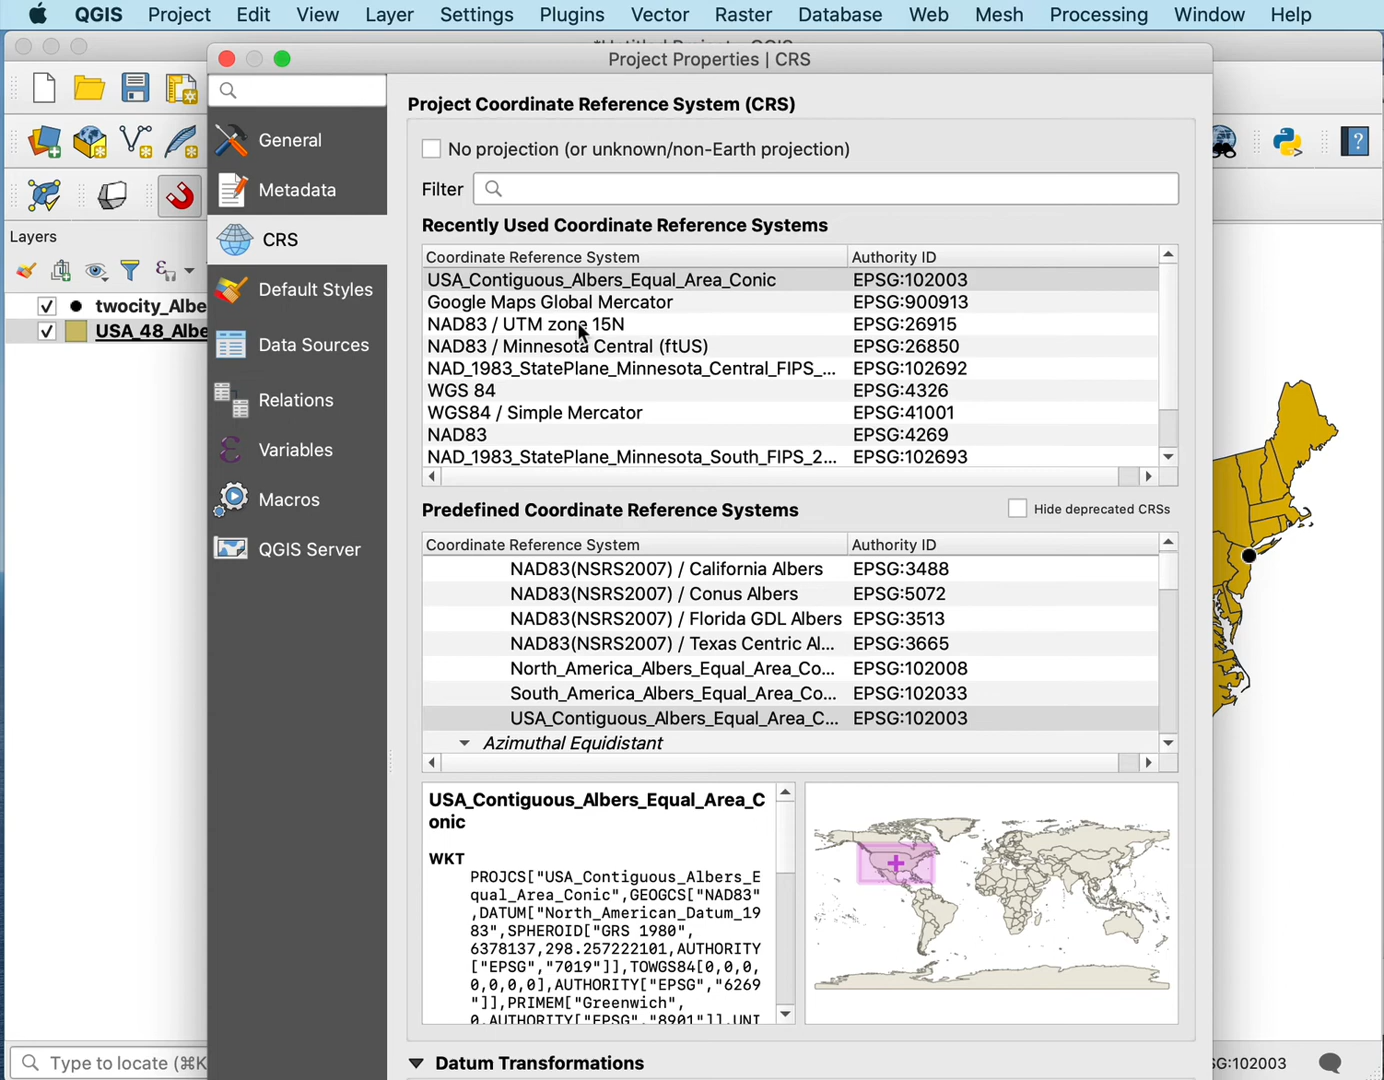 QGIS Project Edit View Layer Settings Plugins Vector Raster Database Web Mesh Processing Window Help
Project Properties | CRS
Project Coordinate Reference System (CRS)
General
No projection (or unknown/non-Earth projection)
Metadata
Filter
Recently Used Coordinate Reference Systems
Layers
CRS
Coordinate Reference System Authority ID
USA_Contiguous_Albers_Equal_Area_Conic EPSG:102003
Default Styles
Google Maps Global Mercator EPSG:900913
twocity_Albe
NAD83 / UTM zone 15N EPSG:26915
USA_48_Albe
Data Sources
NAD83 / Minnesota Central (ftUS) EPSG:26850
NAD_1983_StatePlane_Minnesota_Central_FIPS_... EPSG:102692
WGS 84 EPSG:4326
Relations
WGS84 / Simple Mercator EPSG:41001
NAD83 EPSG:4269
Variables
NAD_1983_StatePlane_Minnesota_South_FIPS_2... EPSG:102693
Macros
Predefined Coordinate Reference Systems Hide deprecated CRSs
Coordinate Reference System Authority ID
QGIS Server
NAD83(NSRS2007) / California Albers EPSG:3488
NAD83(NSRS2007) / Conus Albers EPSG:5072
NAD83(NSRS2007) / Florida GDL Albers EPSG:3513
NAD83(NSRS2007) / Texas Centric Al... EPSG:3665
North_America_Albers_Equal_Area_Co... EPSG:102008
South_America_Albers_Equal_Area_Co... EPSG:102033
USA_Contiguous_Albers_Equal_Area_C... EPSG:102003
Azimuthal Equidistant
USA_Contiguous_Albers_Equal_Area_C
onic
WKT
PROJCS["USA_Contiguous_Albers_E
qual_Area_Conic",GEOGCS["NAD83"
,DATUM["North_American_Datum_19
83",SPHEROID["GRS 1980",
6378137,298.257222101,AUTHORITY
["EPSG","7019"]],TOWGS84[0,0,0,
0,0,0,0],AUTHORITY["EPSG","6269
"]],PRIMEM["Greenwich",
0,AUTHORITY["EPSG","8901"]],UNI
Type to locate (⌘K
Datum Transformations
SG:102003